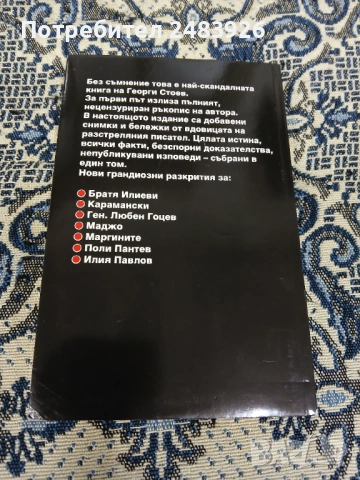 Потребител 2483926
Без съмнение това е най-скандалната
книга на Георги Стоев.
За първи път излиза пълният,
нецензуриран ръкопис на автора.
В настоящото издание са добавени
снимки и бележки от вдовицата на
разстреляния писател. Цялата истина,
всички факти, безспорни доказателства,
непубликувани изповеди – събрани в
един том.
Нови грандиозни разкрития за:
Братя Илиеви
Карамански
Ген. Любен Гоцев
Маджо
Маргините
Поли Пантев
Илия Павлов